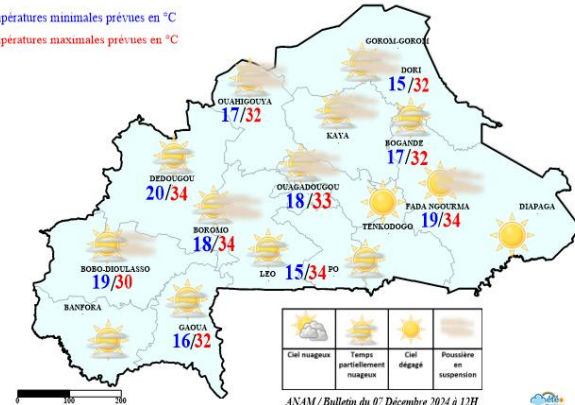 pératures minimales prévues en °C
pératures maximales prévues en °C
GOROM-GOROM
DORI
15/32
OUAHIGOUYA
17/32
KAYA
BOGANDE
17/32
DEDOUGOU
20/34
OUAGADOUGOU
18/33
FADA NGOURMA
19/34
DIAPAGA
BOROMO
18/34
TENKODOGO
BOBO-DIOULASSO
19/30
LEO
15/34
PO
BANFORA
GAOUA
16/32
Ciel nuageux
Temps partiellement nuageux
Ciel dégagé
Poussière en suspension
0 100 200
ANAM / Bulletin du 07 Décembre 2024 à 12H